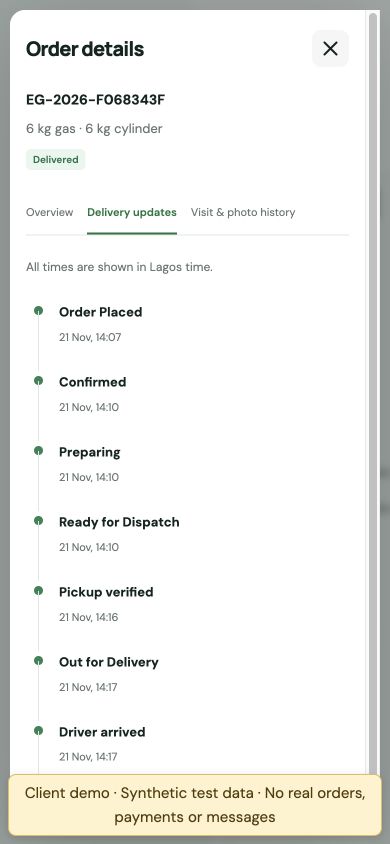 Order details
EG-2026-F068343F
6 kg gas · 6 kg cylinder
Delivered
Overview Delivery updates Visit & photo history
All times are shown in Lagos time.
Order Placed
21 Nov, 14:07
Confirmed
21 Nov, 14:10
Preparing
21 Nov, 14:10
Ready for Dispatch
21 Nov, 14:10
Pickup verified
21 Nov, 14:16
Out for Delivery
21 Nov, 14:17
Driver arrived
21 Nov, 14:17
Client demo · Synthetic test data · No real orders,
payments or messages